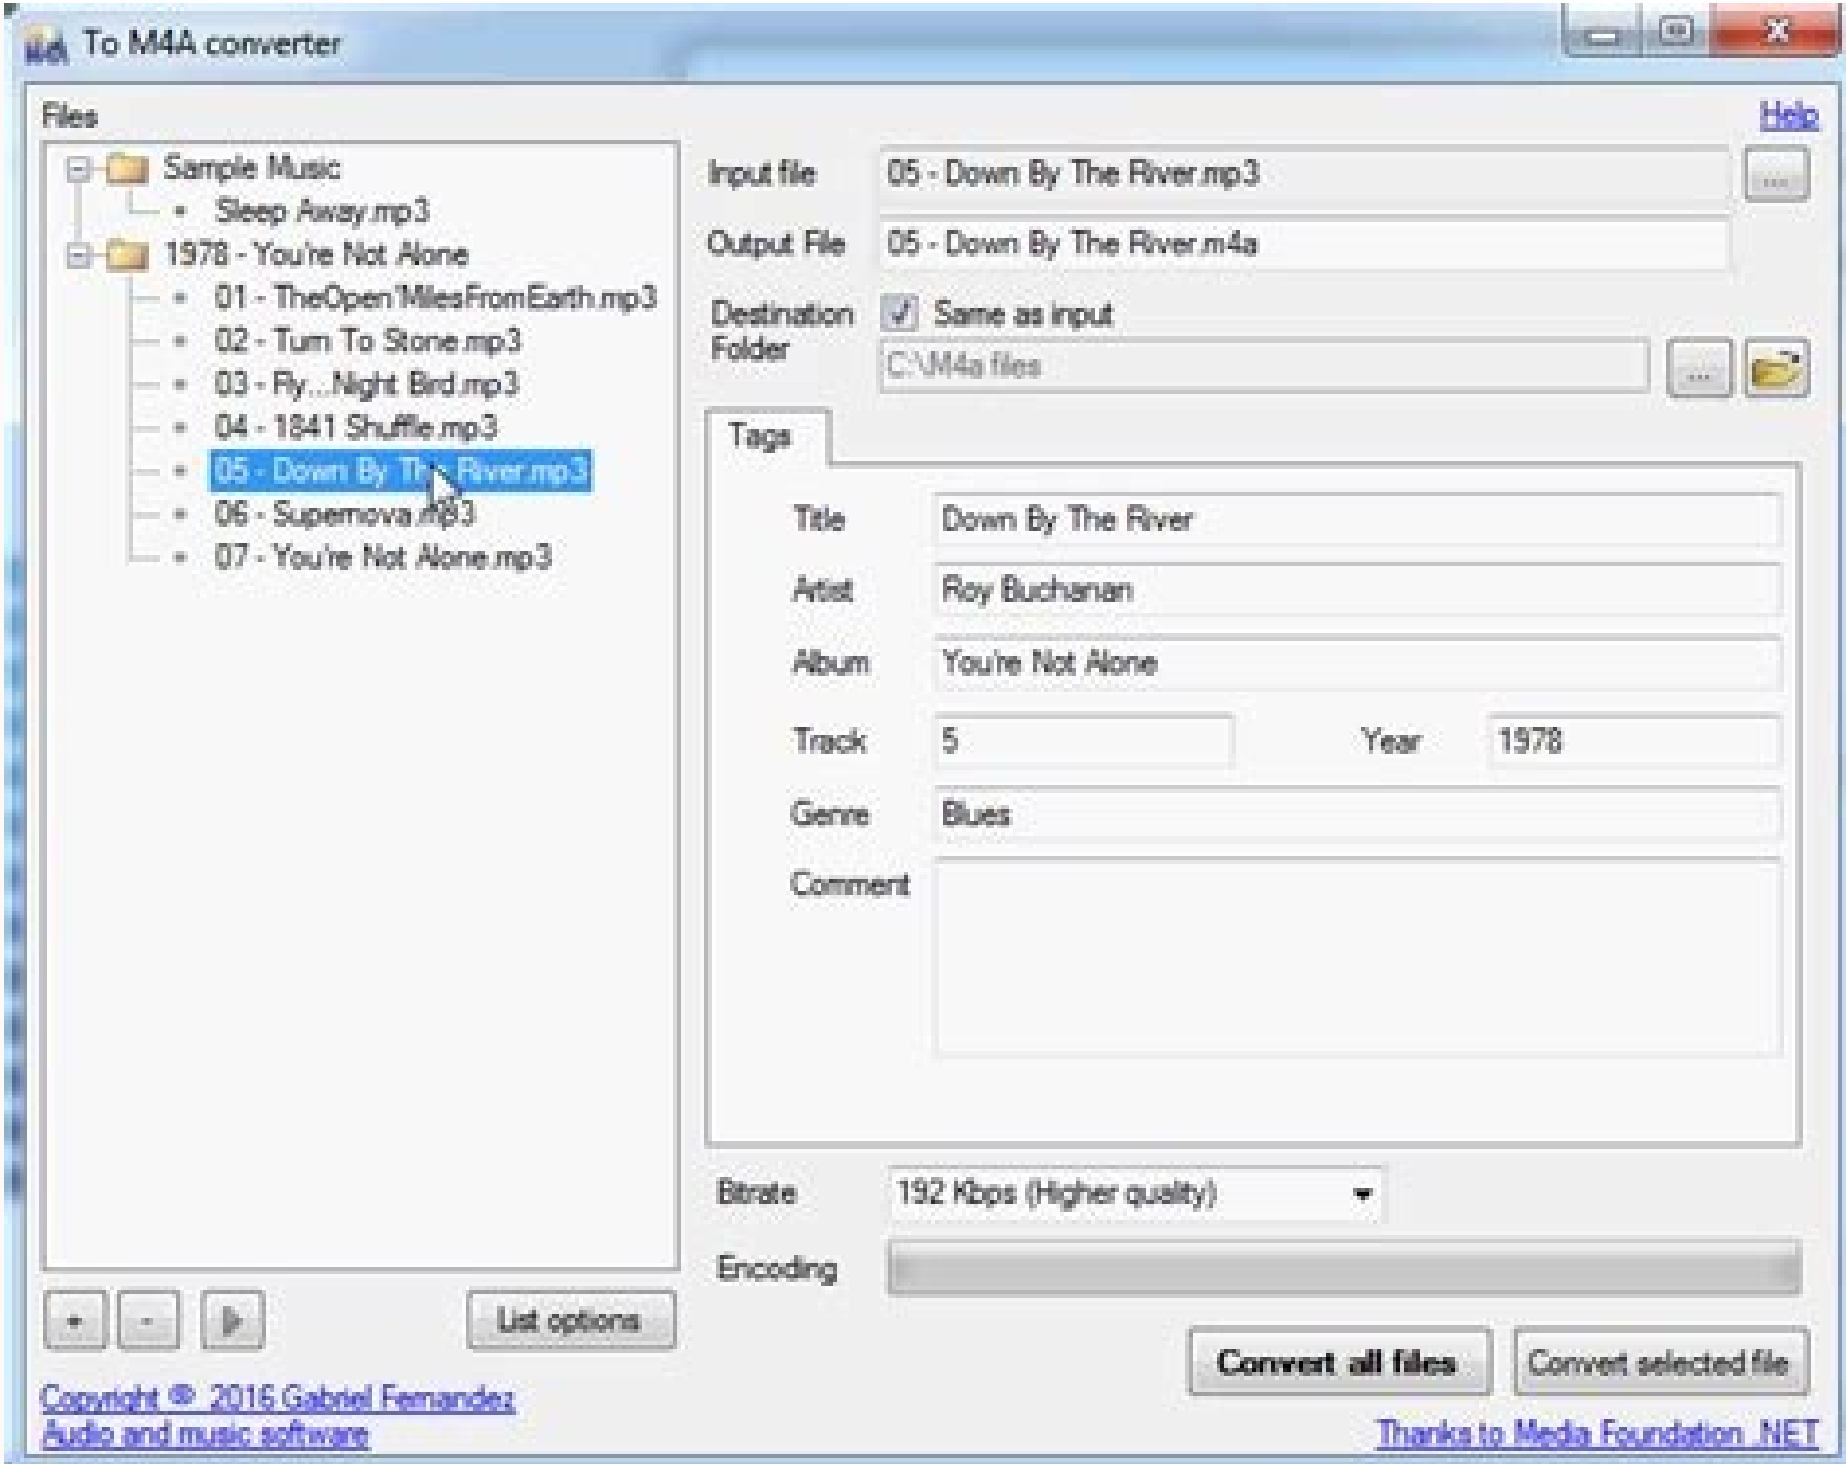 To M4A converter
Files
Help
Sample Music
Sleep Away.mp3
1978 - You're Not Alone
01 - TheOpen'MilesFromEarth.mp3
02 - Turn To Stone.mp3
03 - Fly...Night Bird.mp3
04 - 1841 Shuffle.mp3
05 - Down By The River.mp3
06 - Supernova.mp3
07 - You're Not Alone.mp3
+ -
List options
Copyright © 2016 Gabriel Fernandez
Audio and music software
Input file 05 - Down By The River.mp3 ...
Output File 05 - Down By The River.m4a
Destination Folder Same as input
C:\M4a files ...
Tags
Title Down By The River
Artist Roy Buchanan
Album You're Not Alone
Track 5 Year 1978
Genre Blues
Comment
Bitrate 192 Kbps (Higher quality)
Encoding
Convert all files Convert selected file
Thanks to Media Foundation .NET